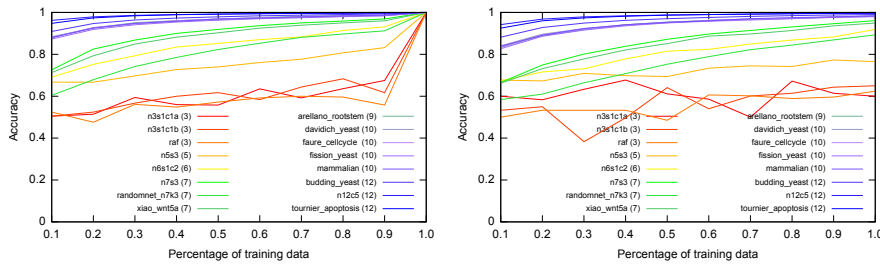 1
0.8
0.6
0.4
0.2
0
Accuracy
n3s1c1a (3)
n3s1c1b (3)
raf (3)
n5s3 (5)
n6s1c2 (6)
n7s3 (7)
randomnet_n7k3 (7)
xiao_wnt5a (7)
arellano_rootstem (9)
davidich_yeast (10)
faure_cellcycle (10)
fission_yeast (10)
mammalian (10)
budding_yeast (12)
n12c5 (12)
tournier_apoptosis (12)
0.1 0.2 0.3 0.4 0.5 0.6 0.7 0.8 0.9 1.0
Percentage of training data
1
0.8
0.6
0.4
0.2
0
Accuracy
n3s1c1a (3)
n3s1c1b (3)
raf (3)
n5s3 (5)
n6s1c2 (6)
n7s3 (7)
randomnet_n7k3 (7)
xiao_wnt5a (7)
arellano_rootstem (9)
davidich_yeast (10)
faure_cellcycle (10)
fission_yeast (10)
mammalian (10)
budding_yeast (12)
n12c5 (12)
tournier_apoptosis (12)
0.1 0.2 0.3 0.4 0.5 0.6 0.7 0.8 0.9 1.0
Percentage of training data